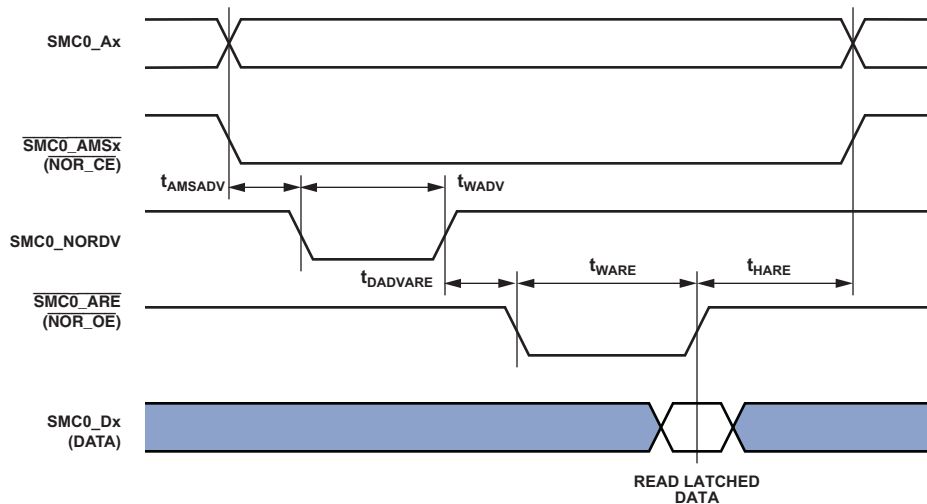 SMC0_Ax
SMC0_AMSx
(NOR_CE)
tAMSADV
tWADV
SMC0_NORDV
tDADVARE
tWARE
tHARE
SMC0_ARE
(NOR_OE)
SMC0_Dx
(DATA)
READ LATCHED
DATA